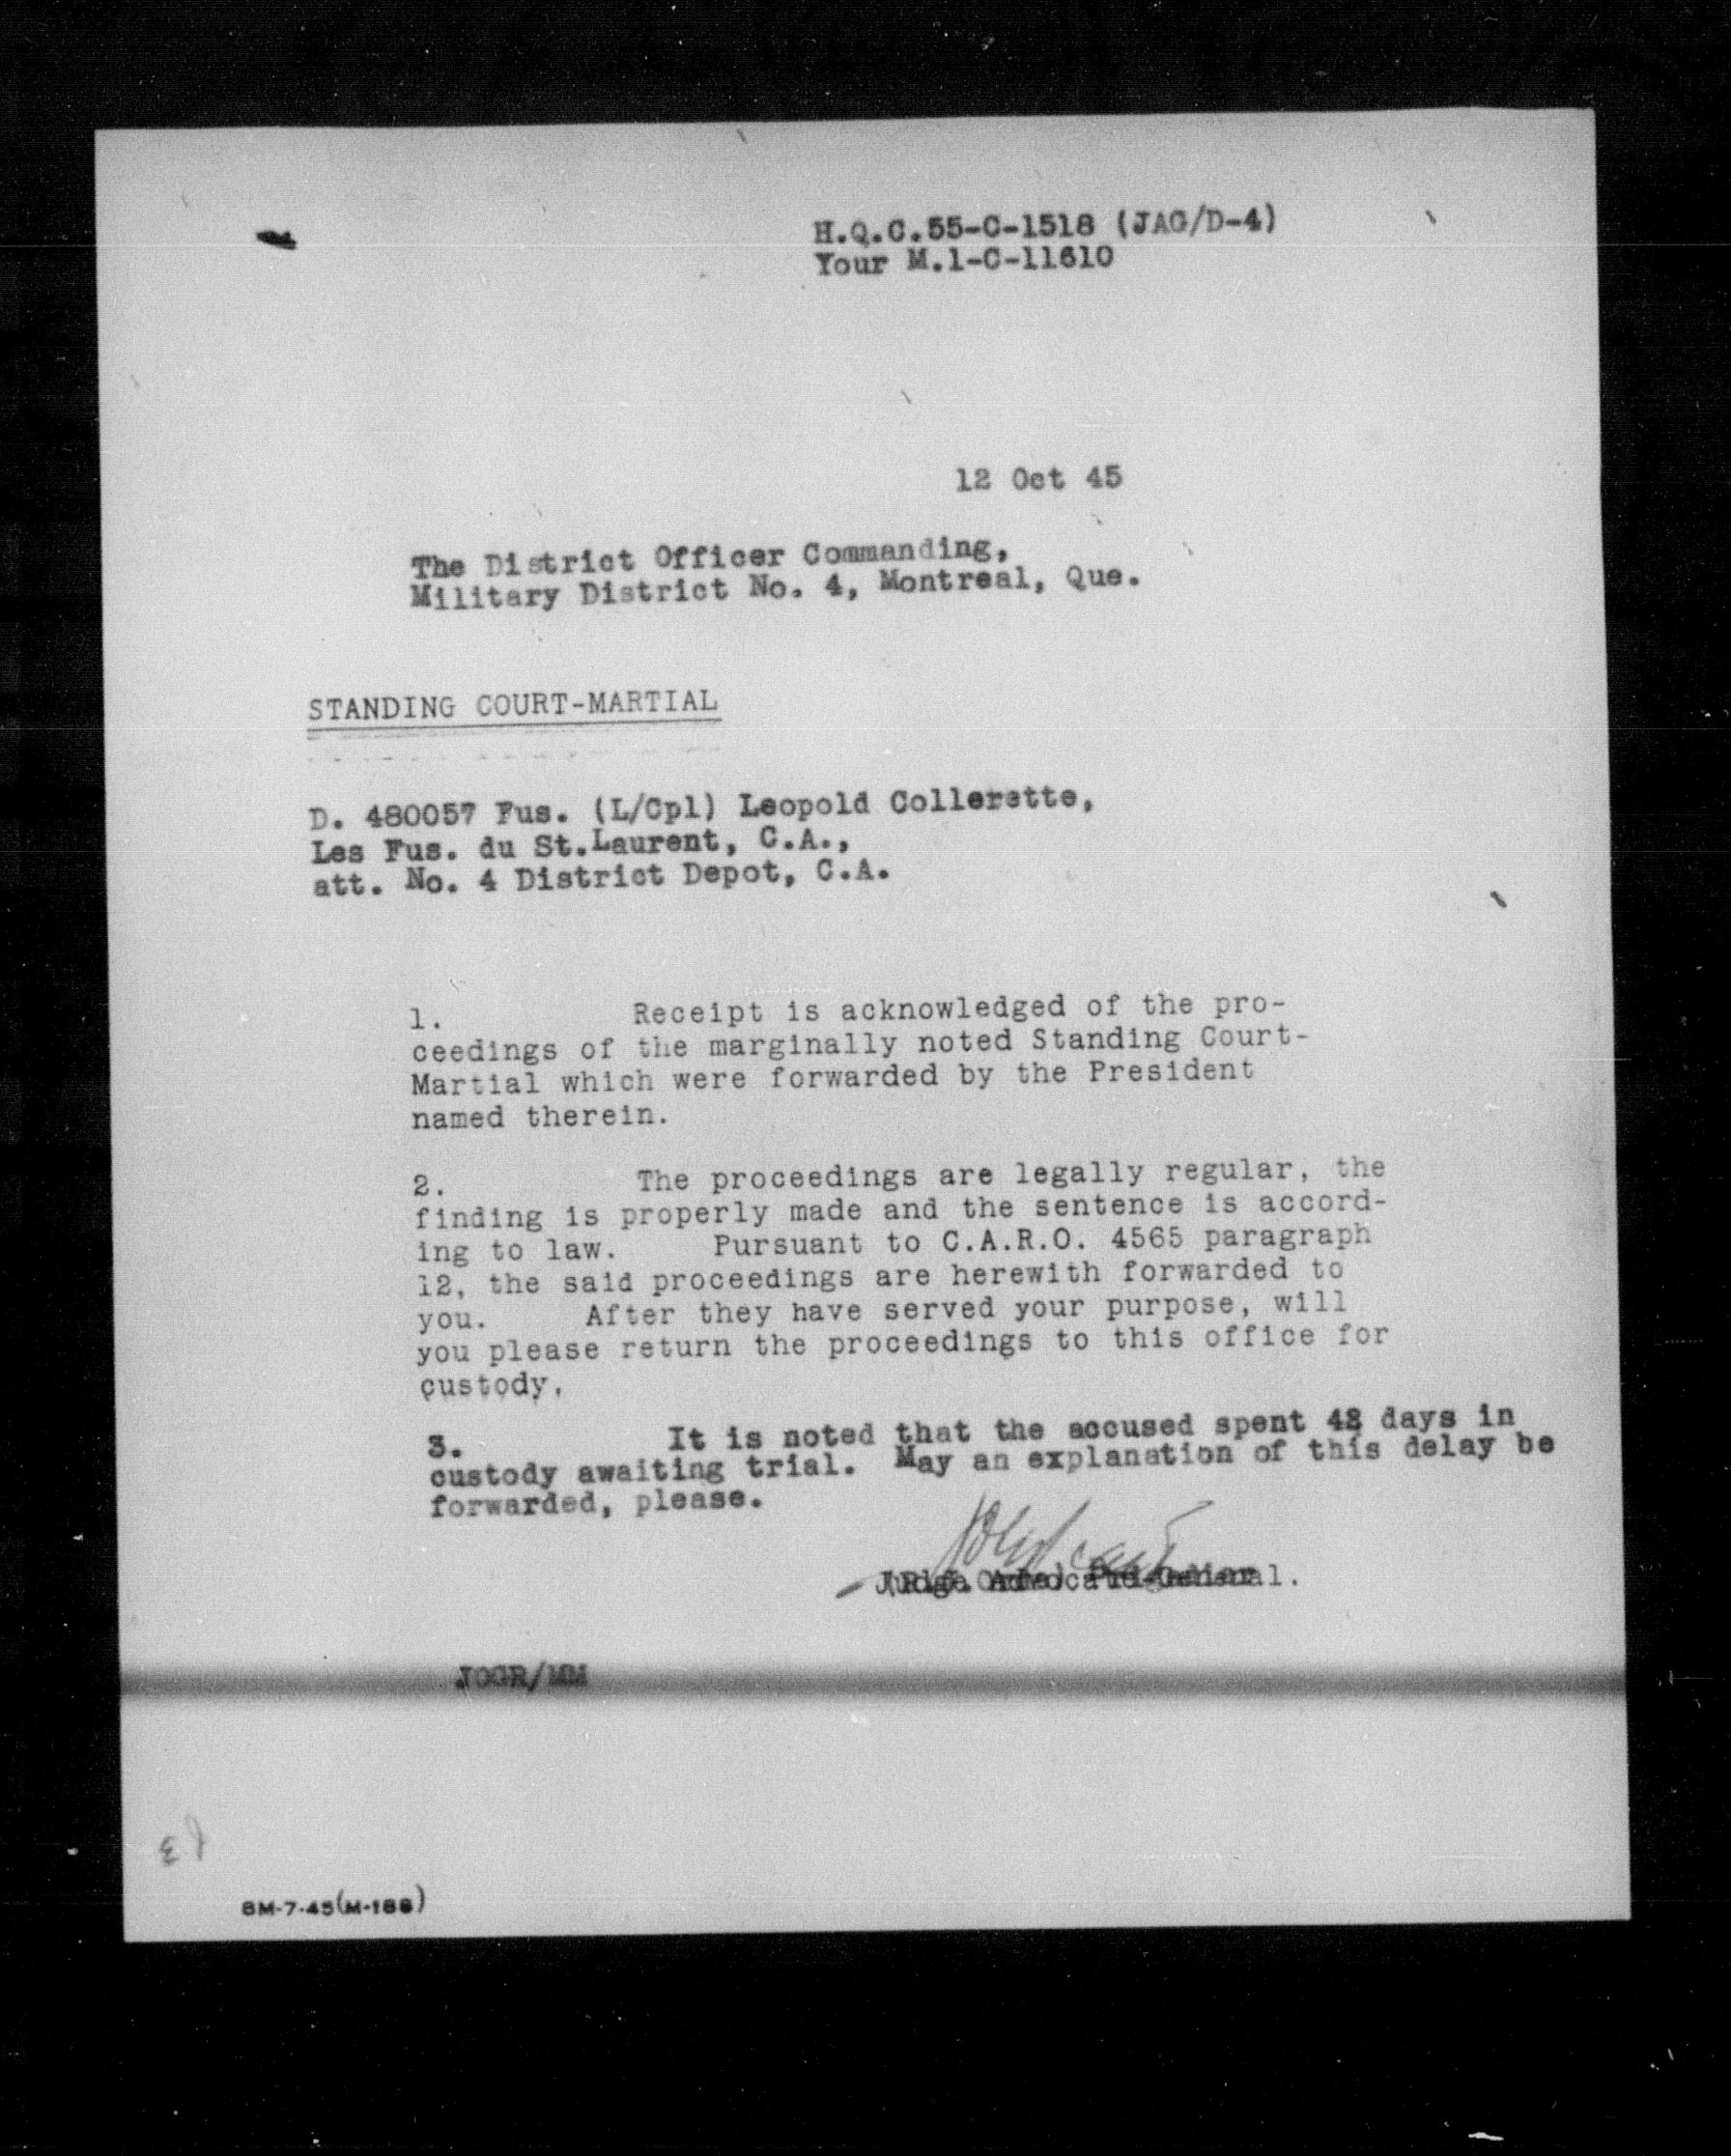 H.Q.C.55-C-1518 (JAG/D-4)
Your M.1-C-11610
12 Oct 45
The District Officer Commanding,
Military District No. 4, Montreal, Que.
STANDING COURT-MARTIAL
D. 480057 Fus. (L/Cpl) Leopold Collerette,
Les Fus. du St.Laurent, C.A.,
att. No. 4 District Depot, C.A.
1. Receipt is acknowledged of the pro-
ceedings of the marginally noted Standing Court-
Martial which were forwarded by the President
named therein.
2. The proceedings are legally regular, the
finding is properly made and the sentence is accord-
ing to law. Pursuant to C.A.R.O. 4565 paragraph
12, the said proceedings are herewith forwarded to
you. After they have served your purpose, will
you please return the proceedings to this office for
custody.
3. It is noted that the accused spent days in
custody awaiting trial. May an explanation of this delay be
forwarded, please.
Judge Advocate-General.
JOGR/MM
8M-7-45(M-188)